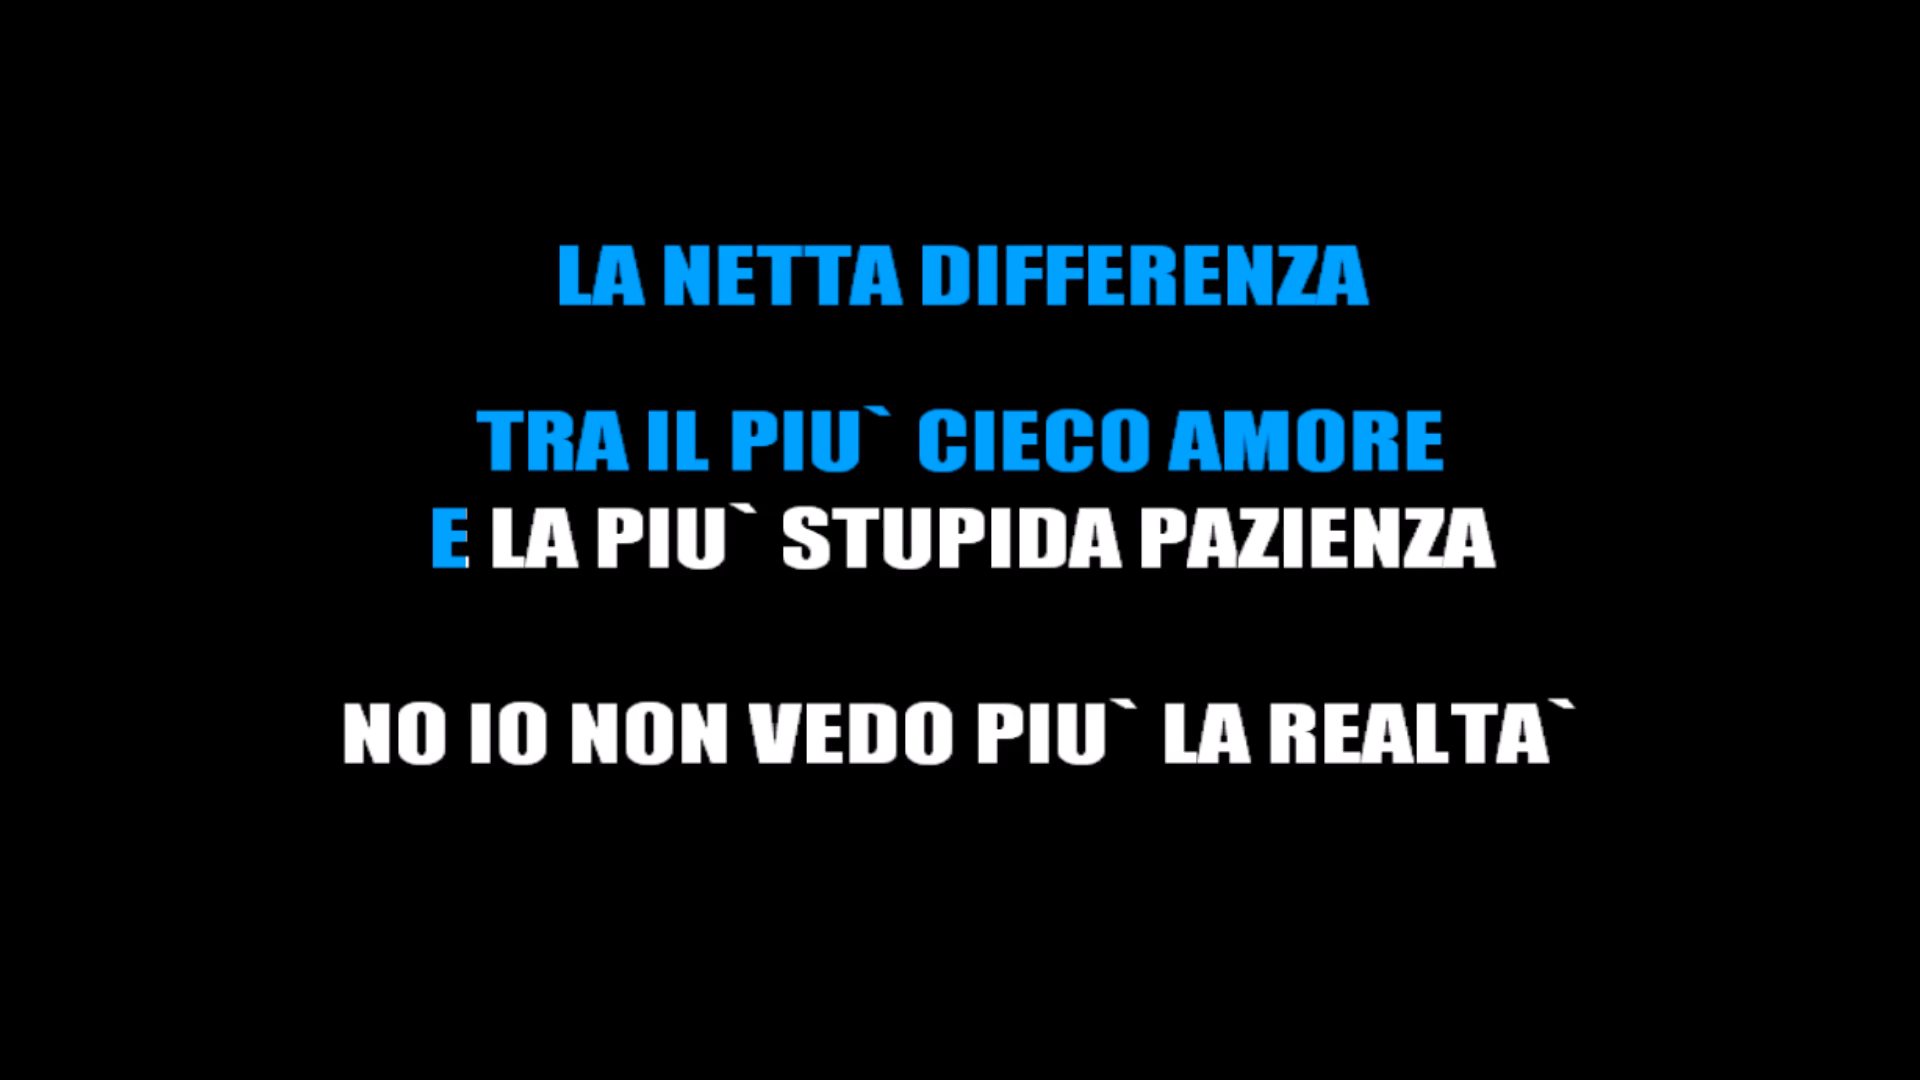 LA NETTA DIFFERENZA
TRA IL PIU` CIECO AMORE
E LA PIU` STUPIDA PAZIENZA
NO IO NON VEDO PIU` LA REALTA`